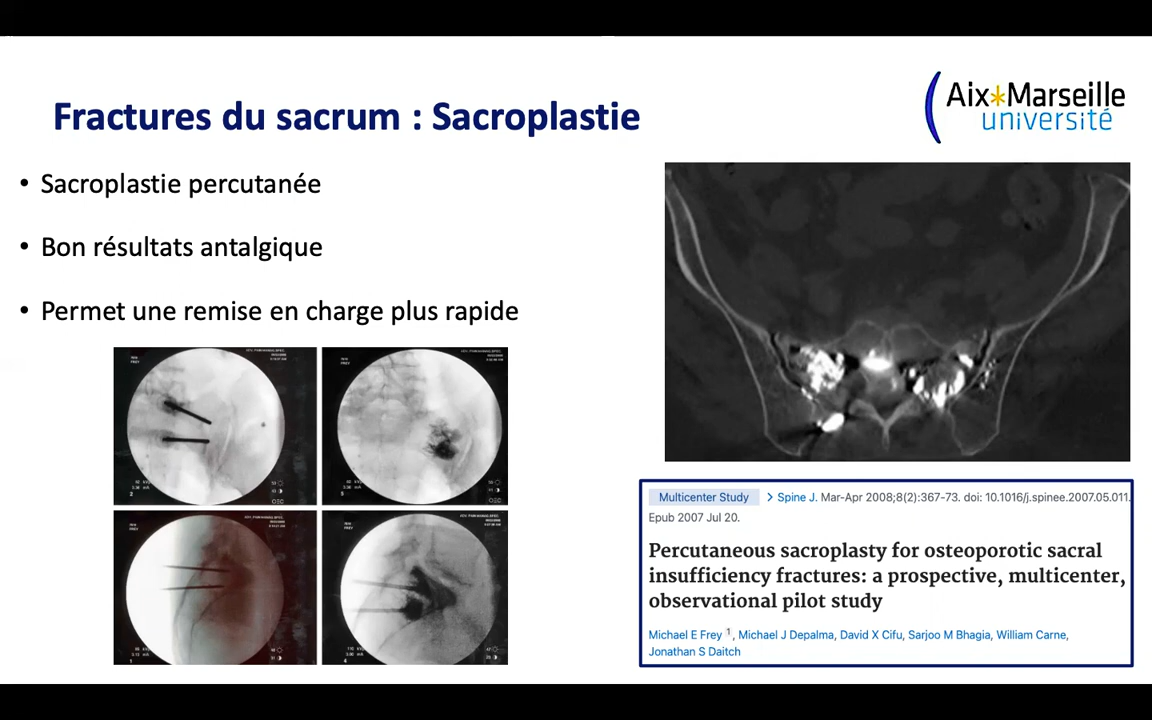 Fractures du sacrum : Sacroplastie
Aix*Marseille
université
• Sacroplastie percutanée
• Bon résultats antalgique
• Permet une remise en charge plus rapide
Multicenter Study > Spine J. Mar-Apr 2008;8(2):367-73. doi: 10.1016/j.spinee.2007.05.011.
Epub 2007 Jul 20.
Percutaneous sacroplasty for osteoporotic sacral
insufficiency fractures: a prospective, multicenter,
observational pilot study
Michael E Frey 1, Michael J Depalma, David X Cifu, Sarjoo M Bhagia, William Carne,
Jonathan S Daitch